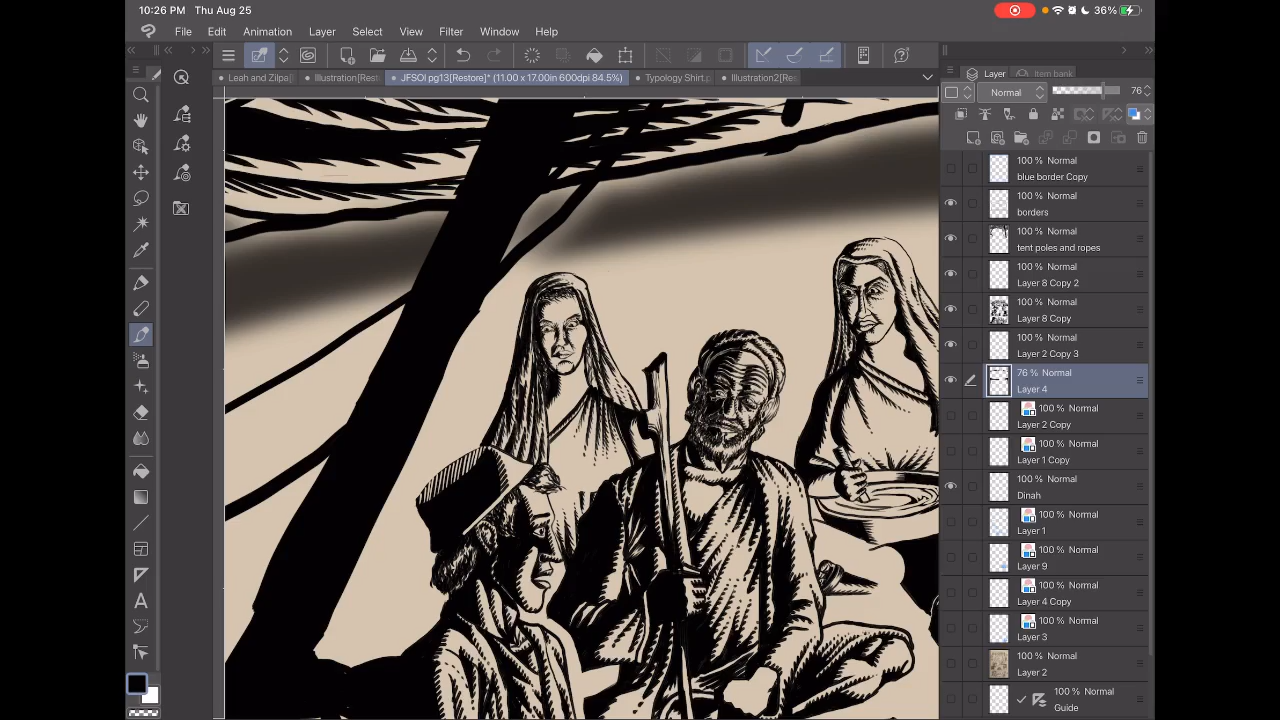 10:26 PM Thu Aug 25
36%
File Edit Animation Layer Select View Filter Window Help
Leah and Zilpa[ Illustration[Rest JFSOI pg13[Restore]* (11.00 x 17.00in 600dpi 84.5%) Typology Shirt. Illustration2[Res
Layer Item bank
Normal 76
100 % Normal
blue border Copy
100 % Normal
borders
100 % Normal
tent poles and ropes
100 % Normal
Layer 8 Copy 2
100 % Normal
Layer 8 Copy
100 % Normal
Layer 2 Copy 3
76 % Normal
Layer 4
100 % Normal
Layer 2 Copy
100 % Normal
Layer 1 Copy
100 % Normal
Dinah
100 % Normal
Layer 1
100 % Normal
Layer 9
100 % Normal
Layer 4 Copy
100 % Normal
Layer 3
100 % Normal
Layer 2
100 % Normal
Guide